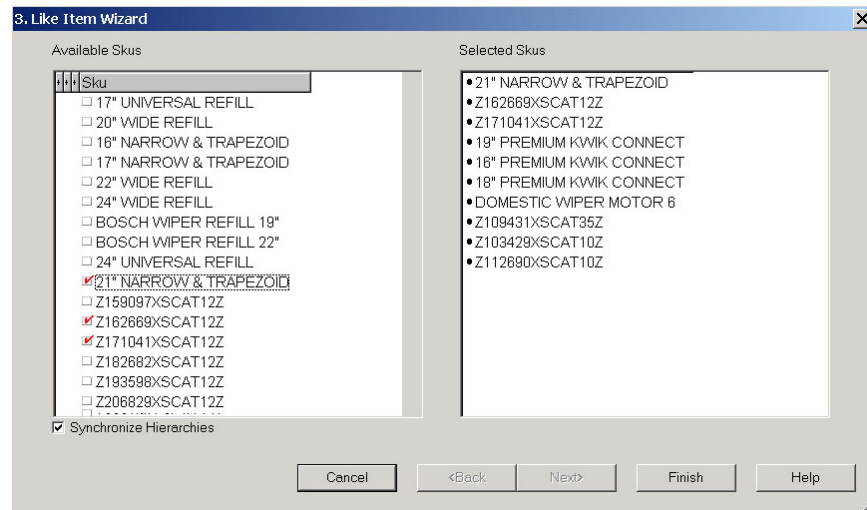 3. Like Item Wizard
Available Skus
Sku
17" UNIVERSAL REFILL
20" WIDE REFILL
16" NARROW & TRAPEZOID
17" NARROW & TRAPEZOID
22" WIDE REFILL
24" WIDE REFILL
BOSCH WIPER REFILL 19"
BOSCH WIPER REFILL 22"
24" UNIVERSAL REFILL
21" NARROW & TRAPEZOID
Z159097XSCAT12Z
Z162669XSCAT12Z
Z171041XSCAT12Z
Z182682XSCAT12Z
Z193598XSCAT12Z
Z206829XSCAT12Z
Synchronize Hierarchies
Selected Skus
21" NARROW & TRAPEZOID
Z162669XSCAT12Z
Z171041XSCAT12Z
19" PREMIUM KWIK CONNECT
16" PREMIUM KWIK CONNECT
18" PREMIUM KWIK CONNECT
DOMESTIC WIPER MOTOR 6
Z109431XSCAT35Z
Z103429XSCAT10Z
Z112690XSCAT10Z
Cancel <Back Next> Finish Help